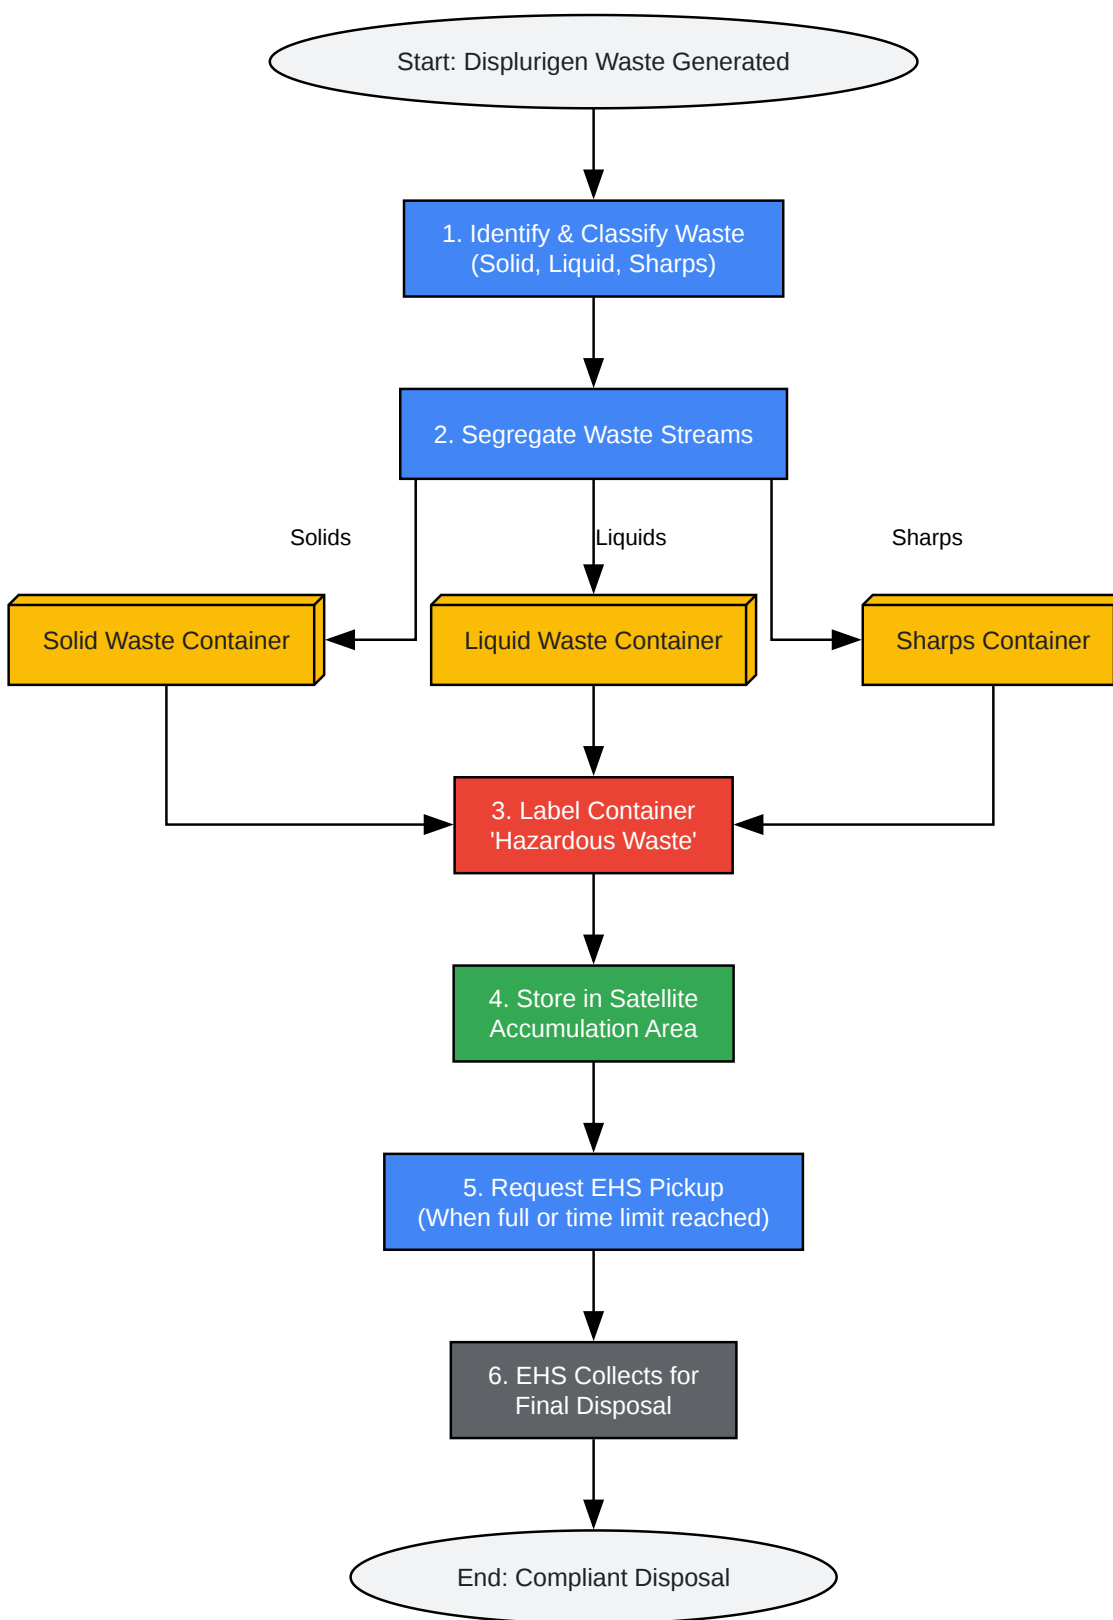 Start: Displurigen Waste Generated
1. Identify & Classify Waste
(Solid, Liquid, Sharps)
2. Segregate Waste Streams
Solids
Liquids
Sharps
Solid Waste Container
Liquid Waste Container
Sharps Container
3. Label Container
'Hazardous Waste'
4. Store in Satellite
Accumulation Area
5. Request EHS Pickup
(When full or time limit reached)
6. EHS Collects for
Final Disposal
End: Compliant Disposal